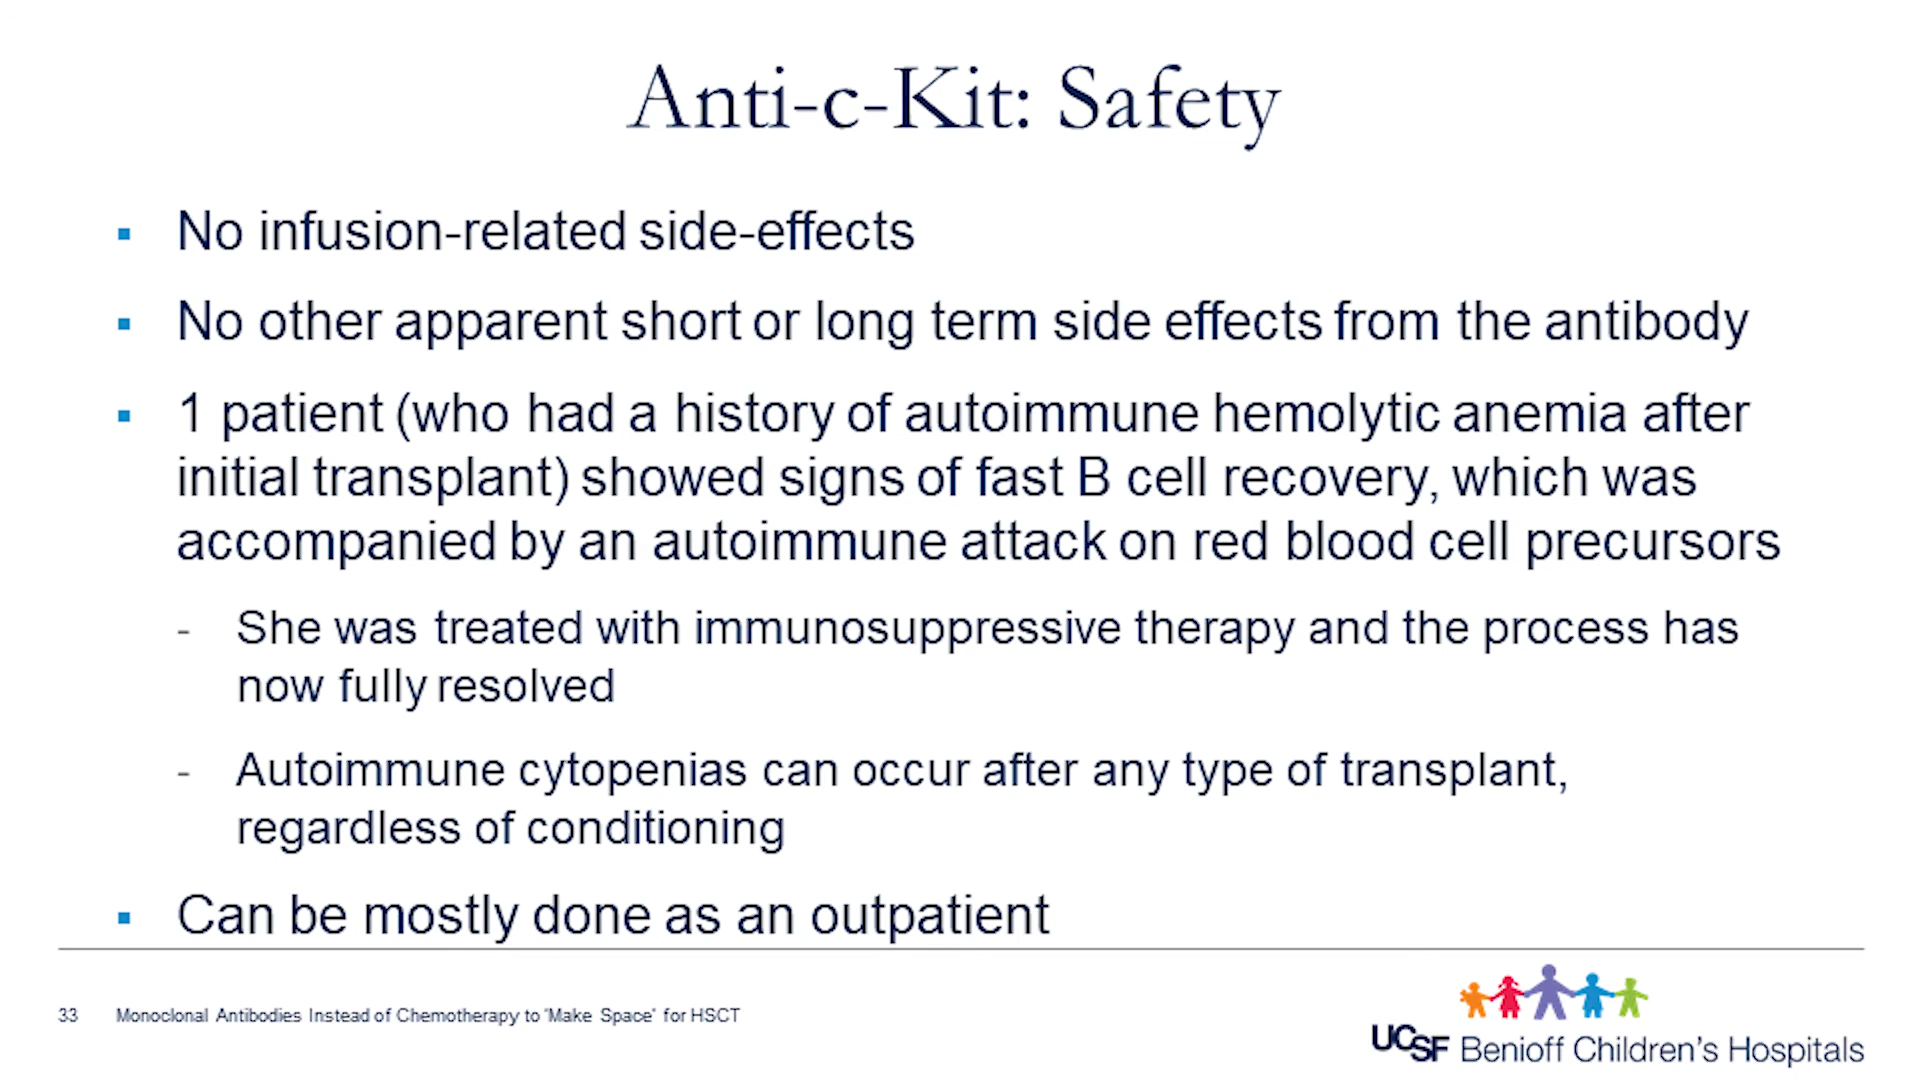 Anti-c-Kit: Safety
▪ No infusion-related side-effects
▪ No other apparent short or long term side effects from the antibody
▪ 1 patient (who had a history of autoimmune hemolytic anemia after
initial transplant) showed signs of fast B cell recovery, which was
accompanied by an autoimmune attack on red blood cell precursors
- She was treated with immunosuppressive therapy and the process has
now fully resolved
- Autoimmune cytopenias can occur after any type of transplant,
regardless of conditioning
▪ Can be mostly done as an outpatient
33 Monoclonal Antibodies Instead of Chemotherapy to 'Make Space' for HSCT
UCSF Benioff Children's Hospitals